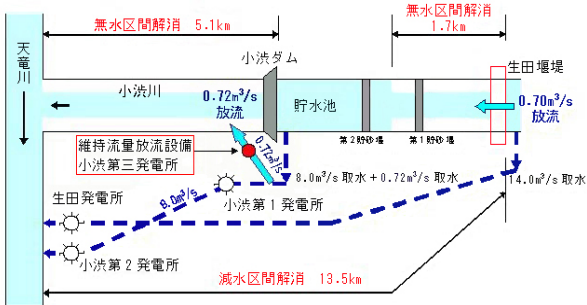 無水区間解消 5.1km
無水区間解消
1.7km
天竜川
小渋ダム
生田堰堤
小渋川
0.72m³/s
放流
貯水池
0.70m³/s
放流
第2貯砂堰
第1貯砂堰
維持流量放流設備
小渋第三発電所
0.72m³/s
8.0m³/s 取水+0.72m³/s 取水
14.0m³/s 取水
生田発電所
8.0m³/s
小渋第1発電所
小渋第2発電所
減水区間解消 13.5km